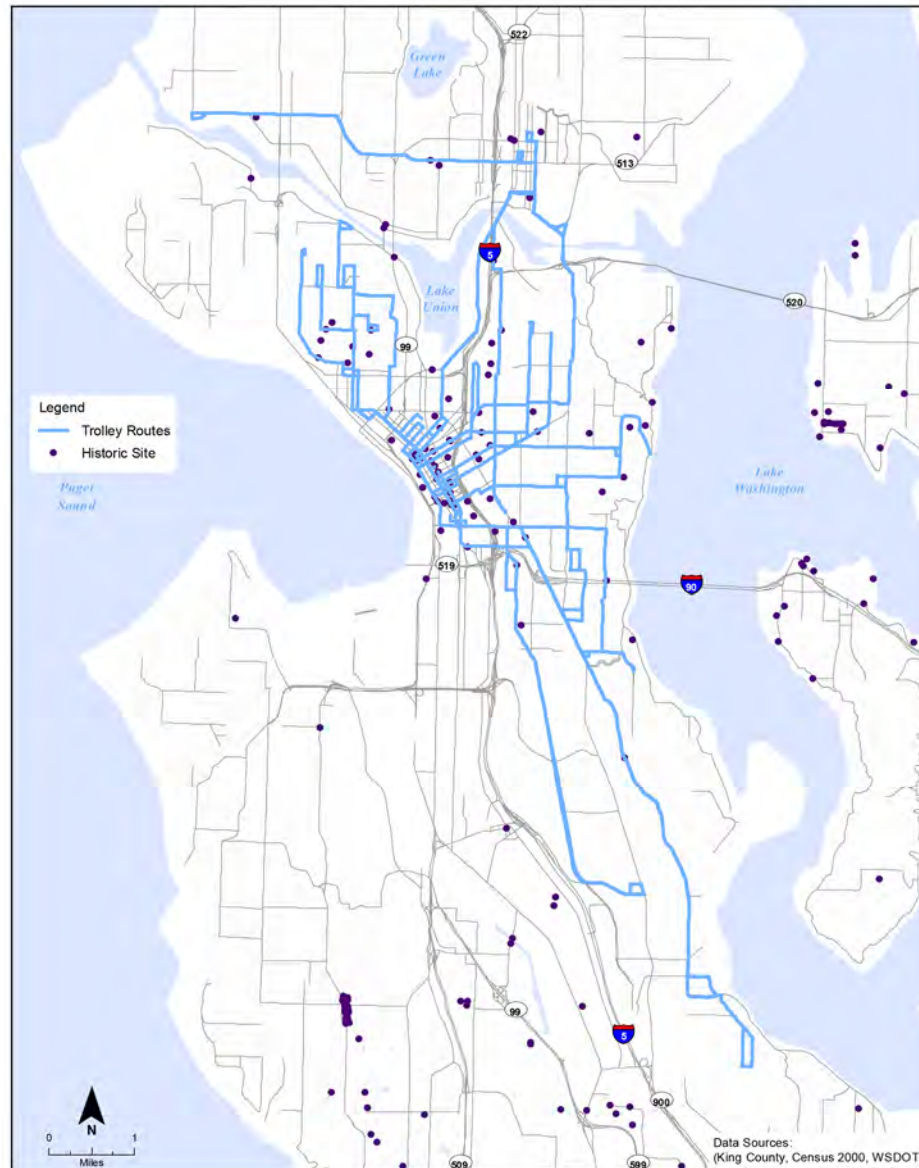 522
Green
Lake
513
5
Lake
Union
520
99
Legend
Trolley Routes
Historic Site
Puget
Sound
Lake
Washington
519
90
99
5
N
0 1
Miles
900
509
599
Data Sources:
(King County, Census 2000, WSDOT